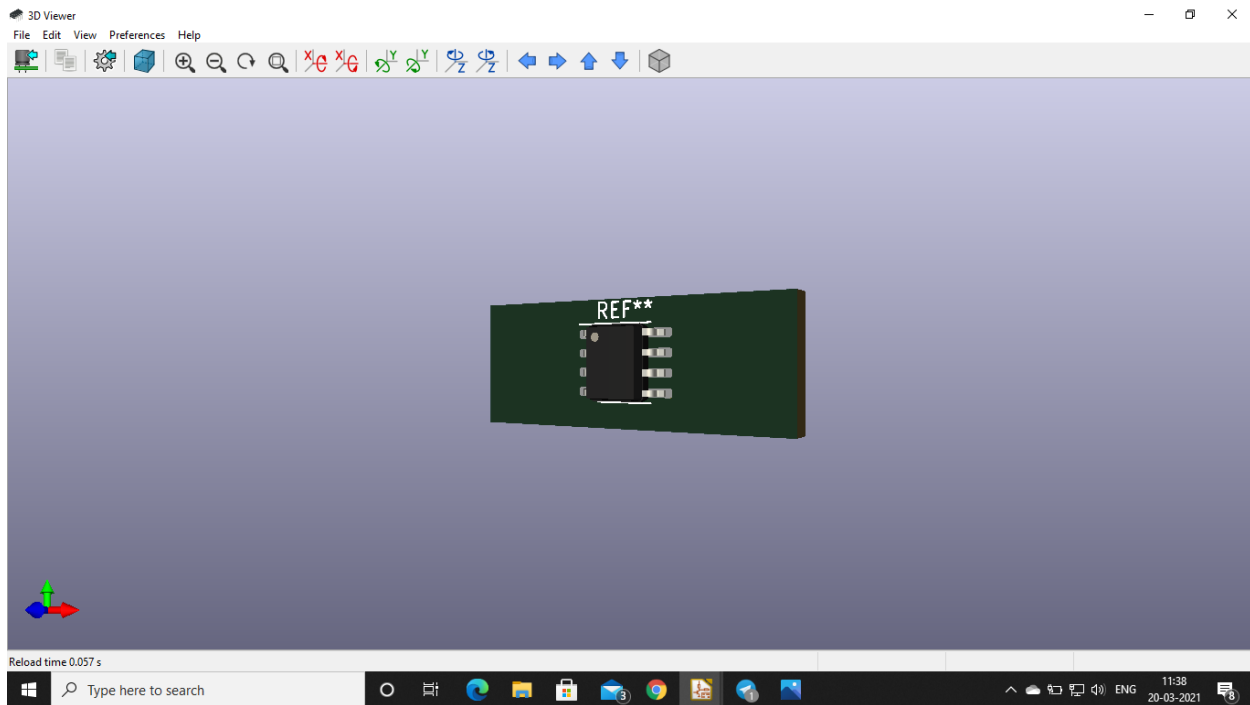 3D Viewer
File Edit View Preferences Help
X X Y Y Z Z
REF**
Reload time 0.057 s
Type here to search
3
1
ENG
11:38
20-03-2021
8